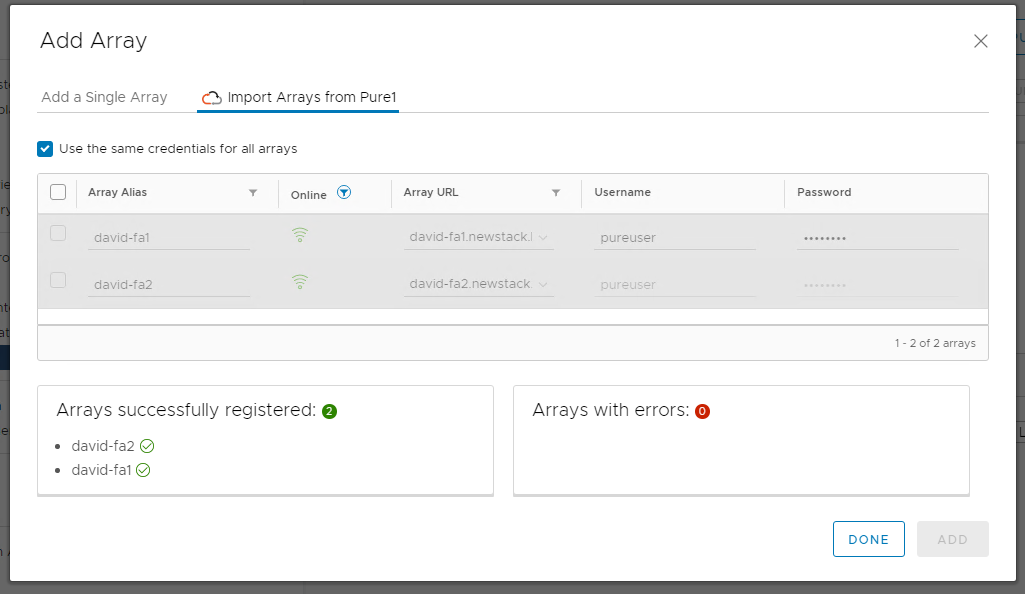 Add Array
Add a Single Array Import Arrays from Pure1
Use the same credentials for all arrays
Array Alias Online Array URL Username Password
david-fa1 david-fa1.newstack. pureuser ••••••••
david-fa2 david-fa2.newstack. pureuser ••••••••
1 - 2 of 2 arrays
Arrays successfully registered: 2
david-fa2
david-fa1
Arrays with errors: 0
DONE ADD